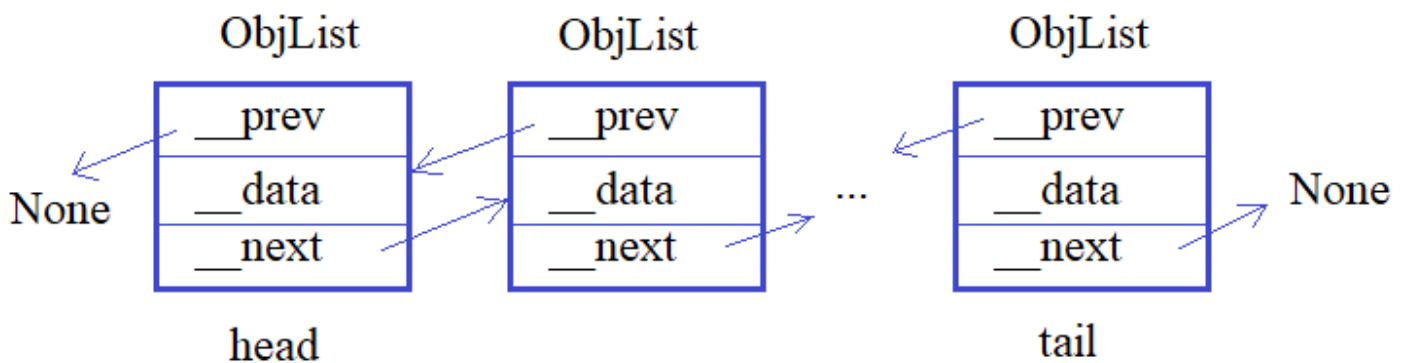 ObjList ObjList ObjList
__prev __prev __prev
None __data __data ... __data None
__next __next __next
head tail